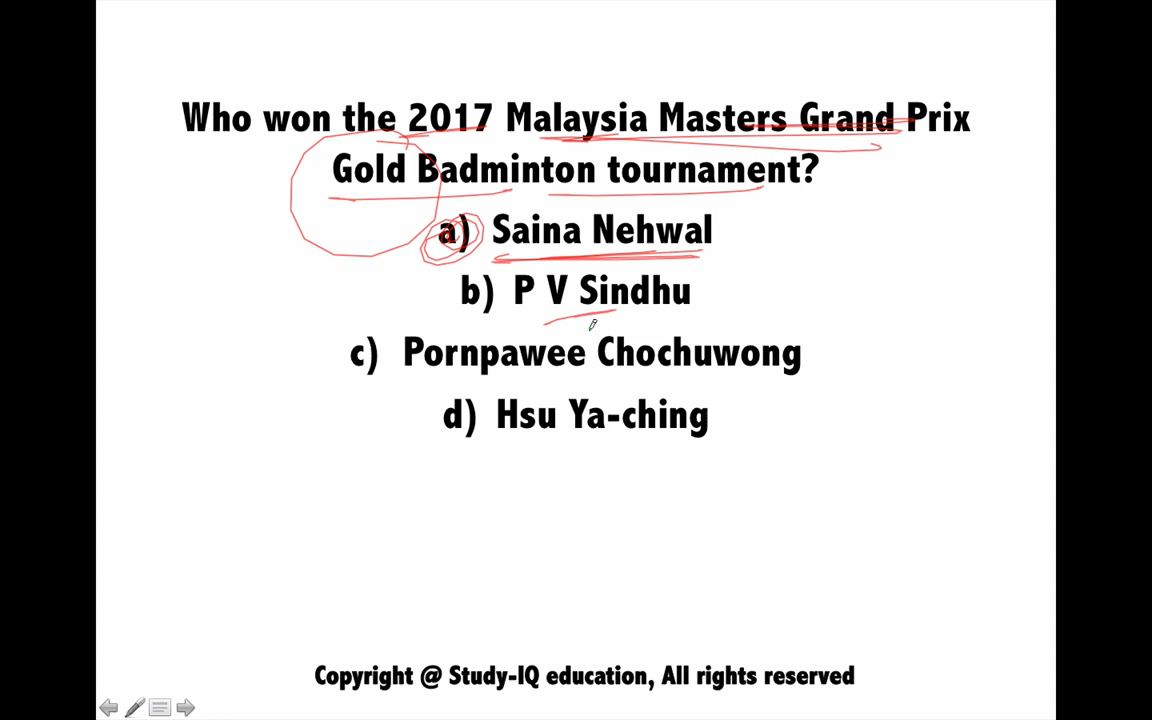 Who won the 2017 Malaysia Masters Grand Prix
Gold Badminton tournament?
a) Saina Nehwal
b) P V Sindhu
c) Pornpawee Chochuwong
d) Hsu Ya-ching
Copyright @ Study-IQ education, All rights reserved